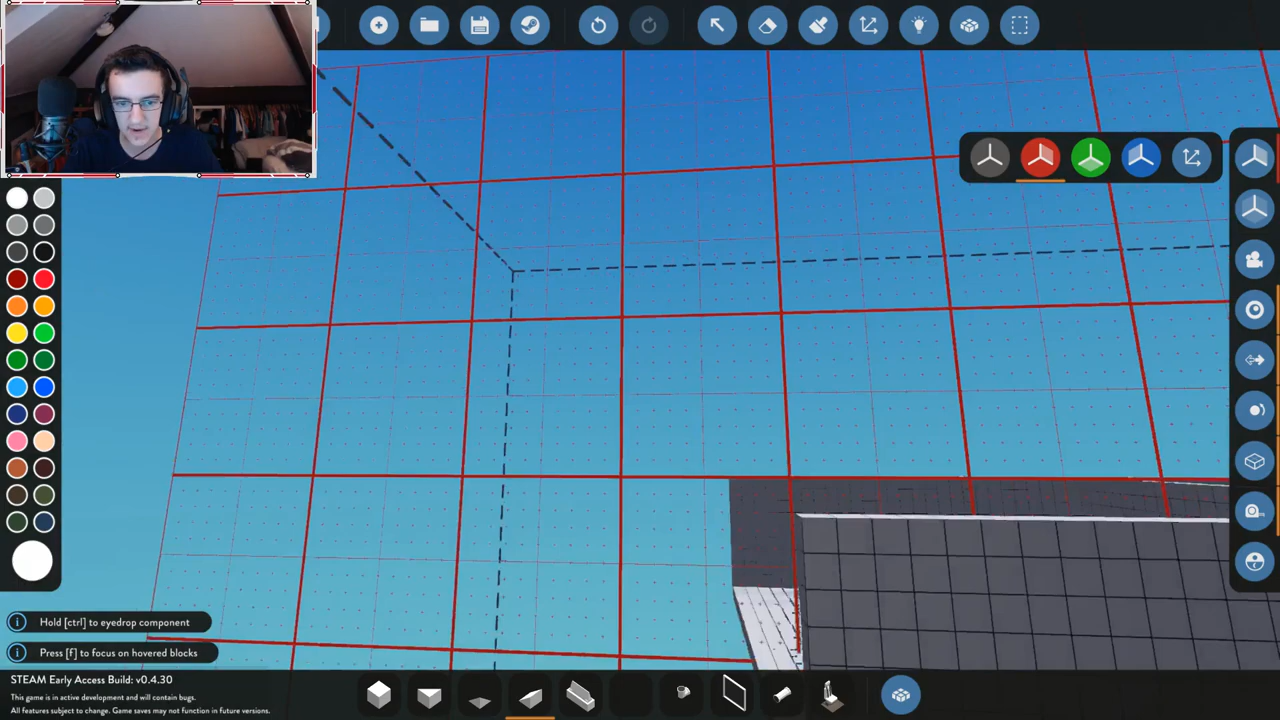 Hold [ctrl] to eyedrop component
Press [f] to focus on hovered blocks
STEAM Early Access Build: v0.4.30
This game is in active development and will contain bugs.
All features subject to change. Game saves may not function in future versions.